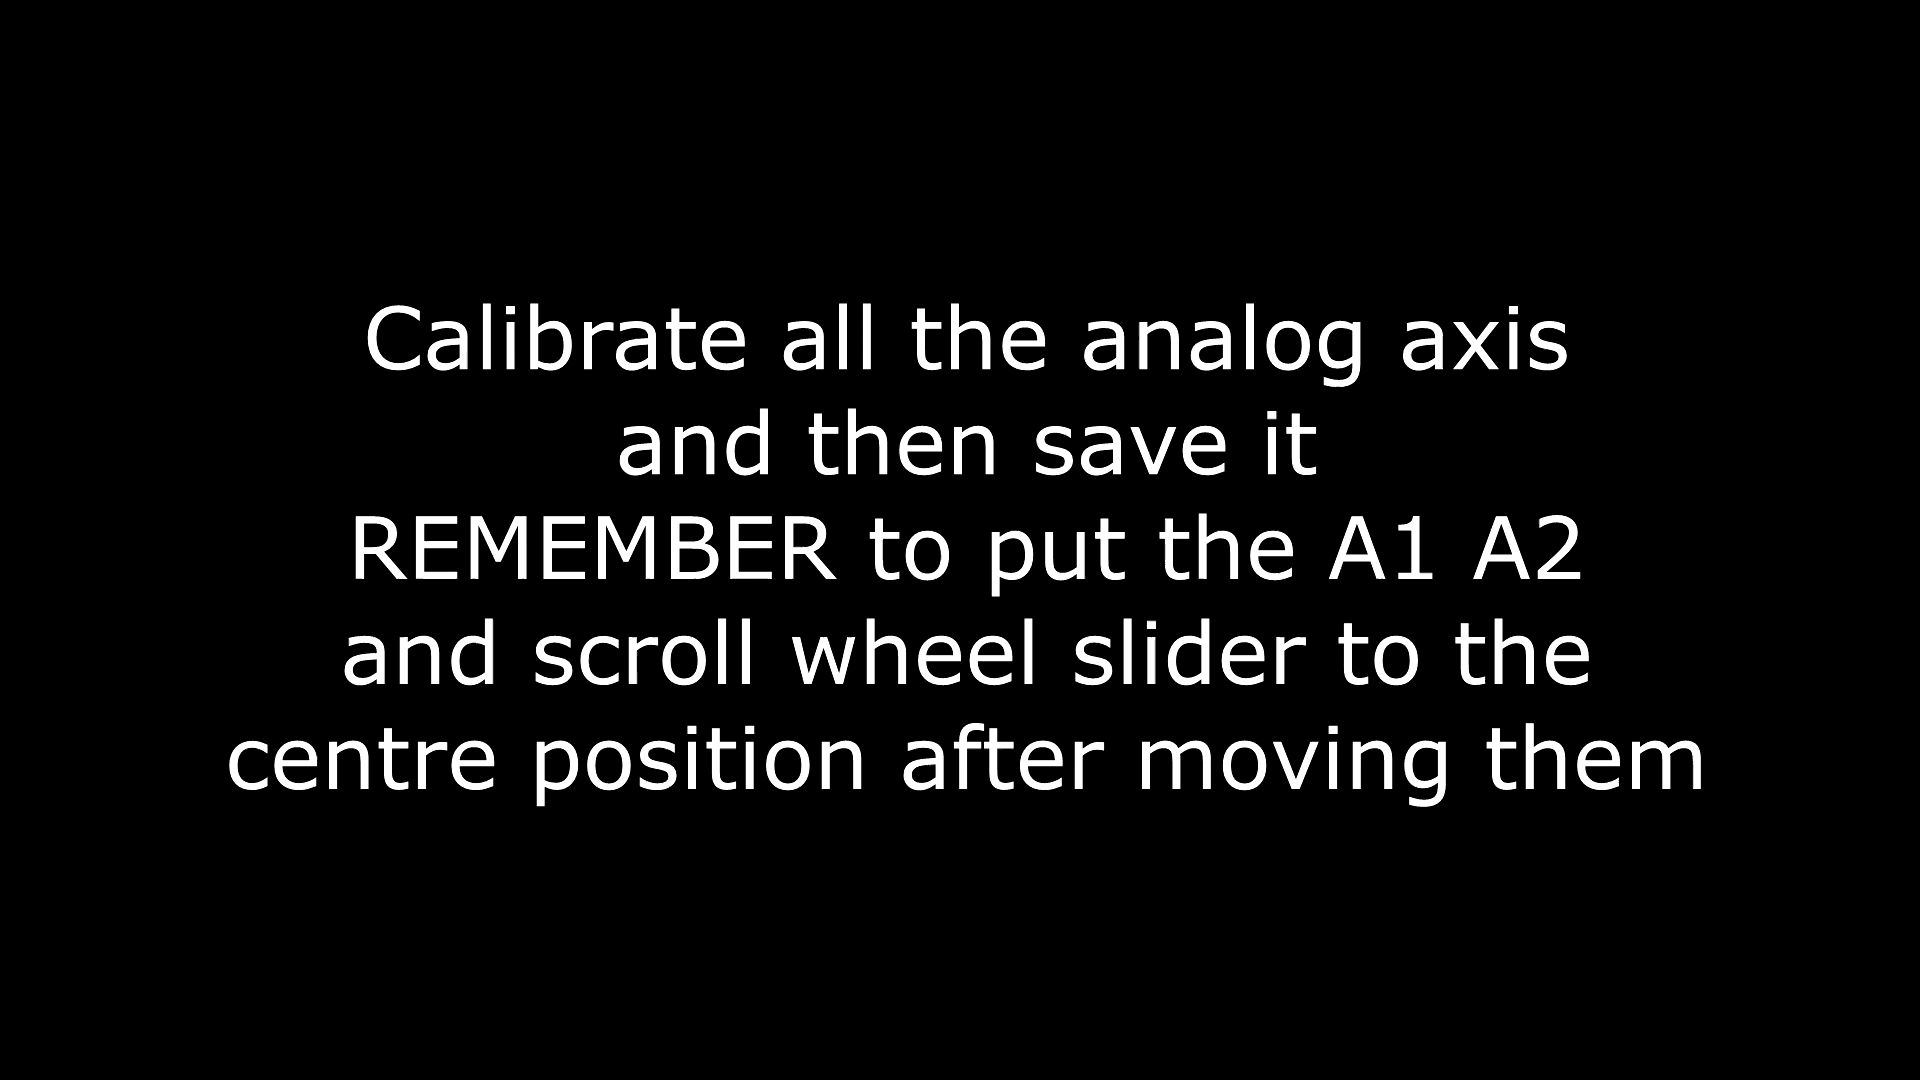 Calibrate all the analog axis
and then save it
REMEMBER to put the A1 A2
and scroll wheel slider to the
centre position after moving them